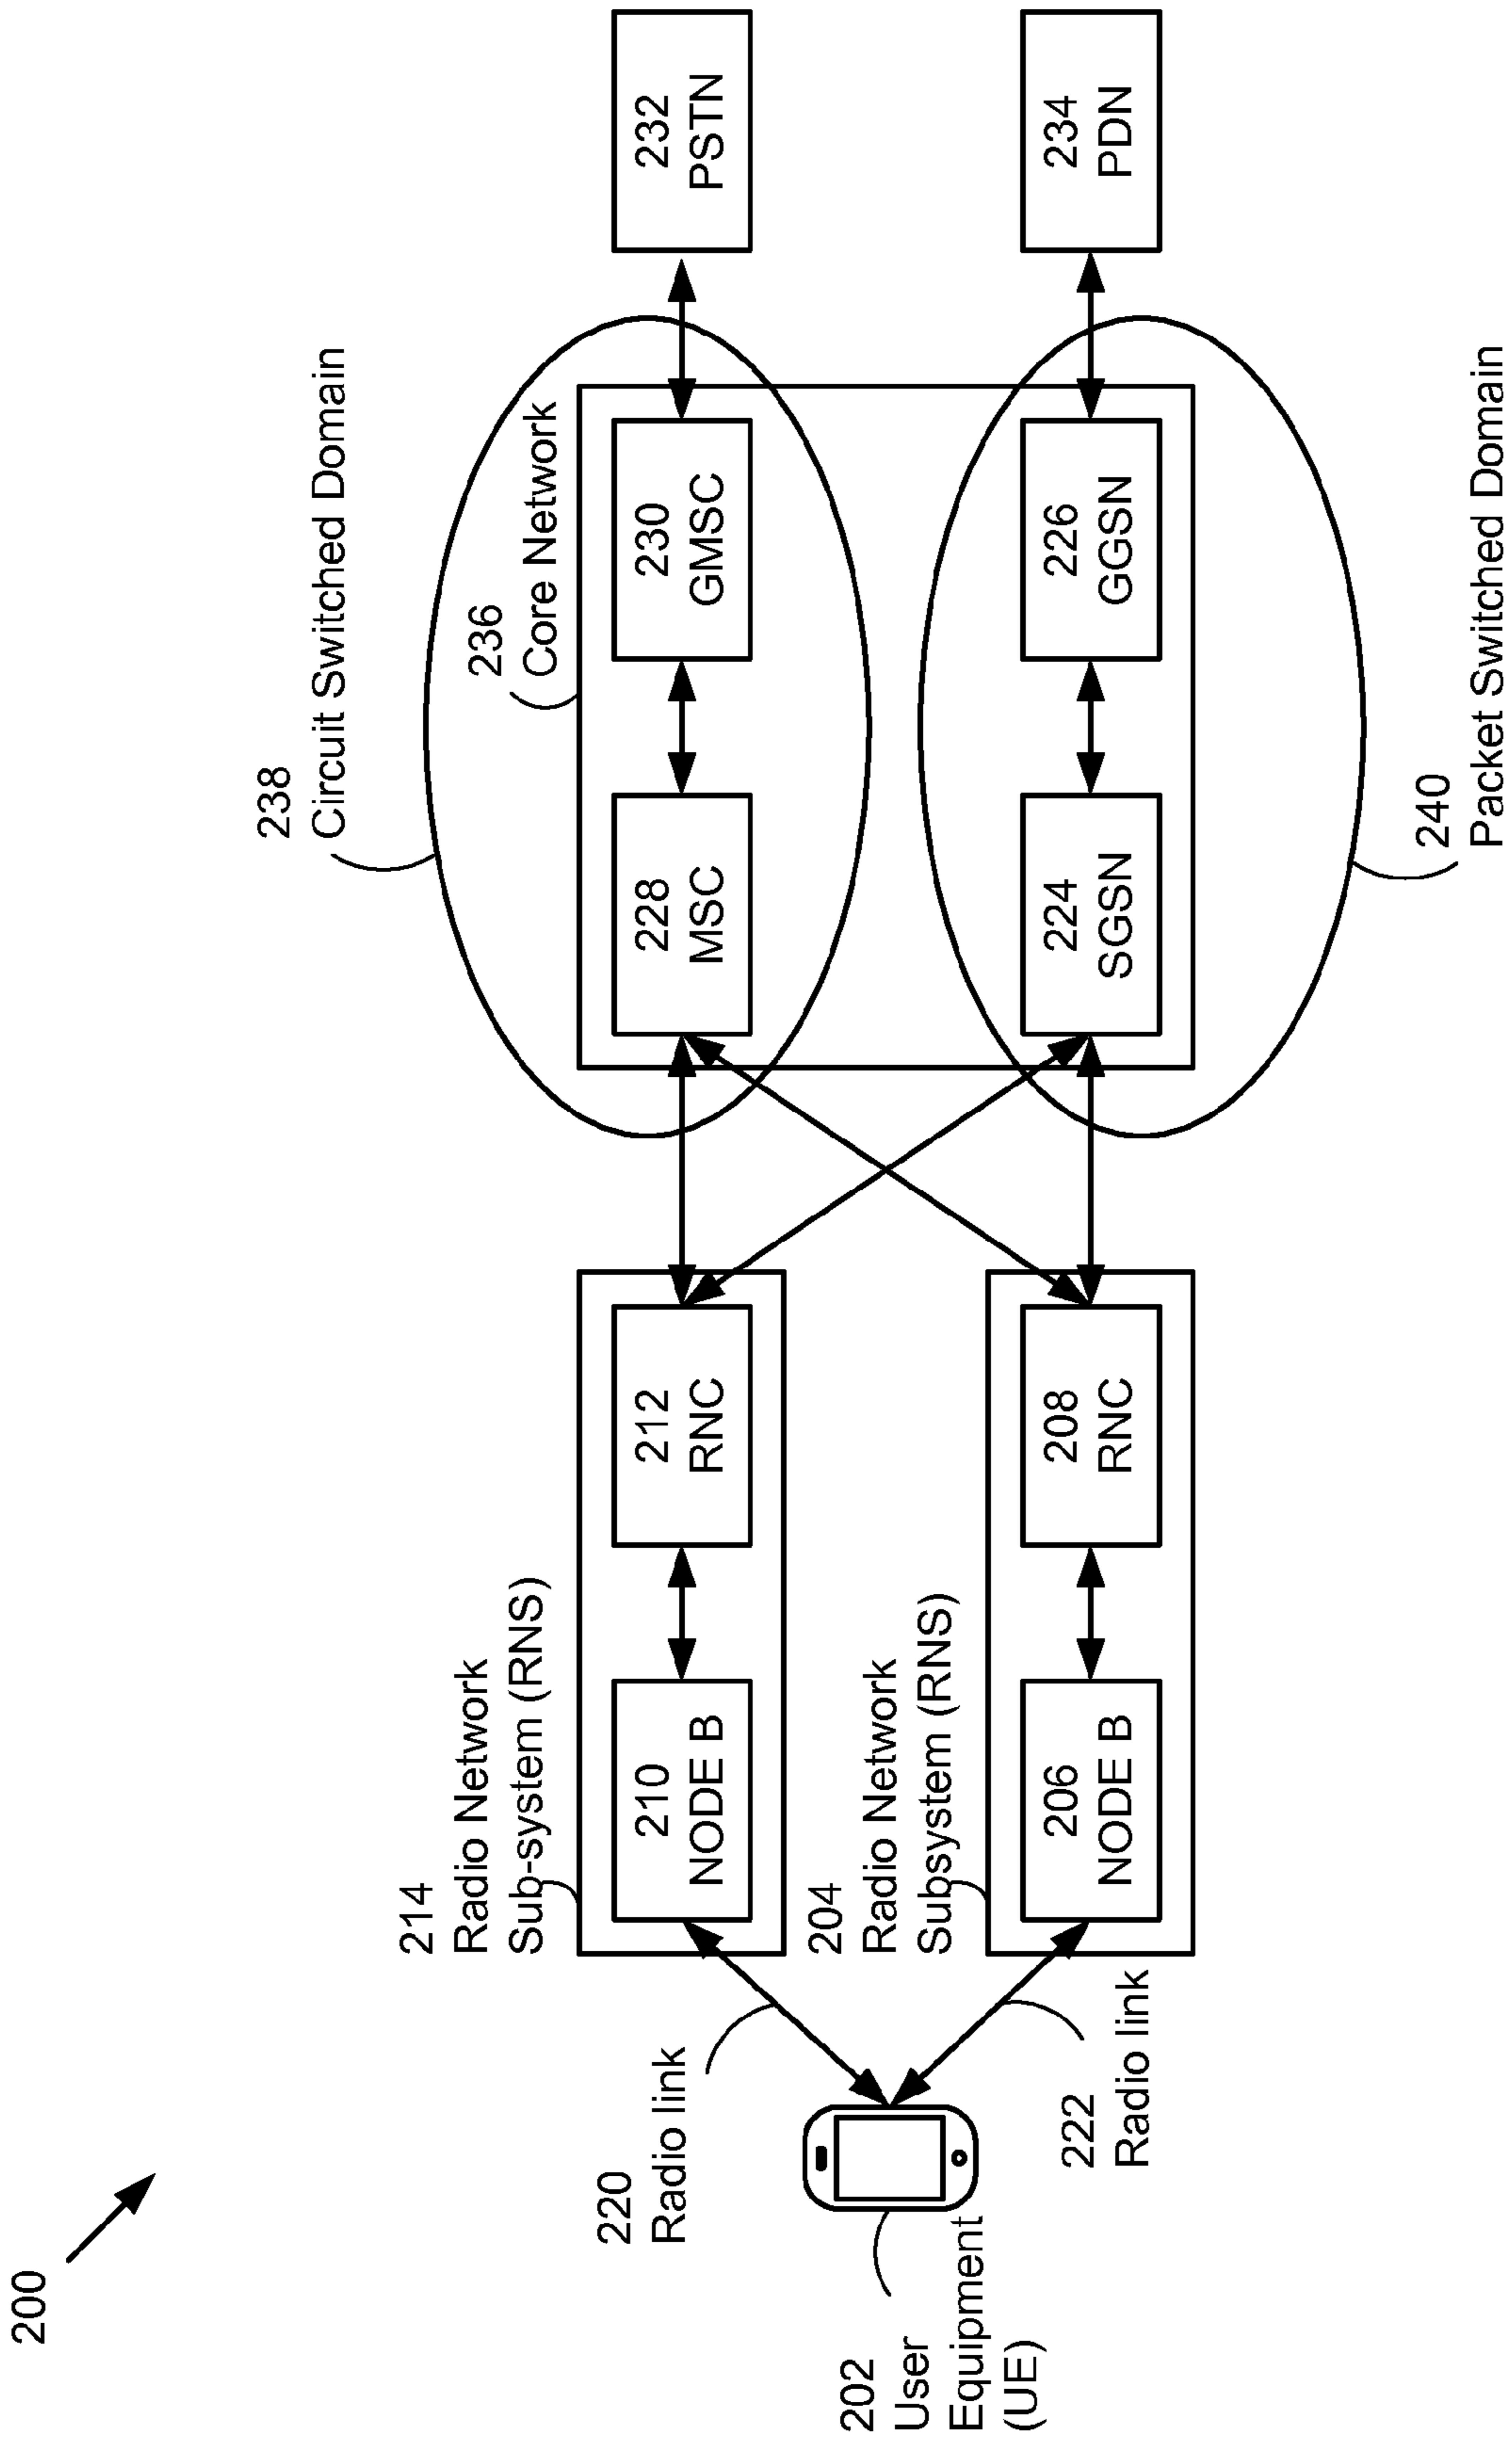 200
238
Circuit Switched Domain
236
Core Network
214
Radio Network
Sub-system (RNS)
220
Radio link
210
NODE B
212
RNC
228
MSC
230
GMSC
232
PSTN
202
User
Equipment
(UE)
204
Radio Network
Subsystem (RNS)
222
Radio link
206
NODE B
208
RNC
224
SGSN
226
GGSN
234
PDN
240
Packet Switched Domain